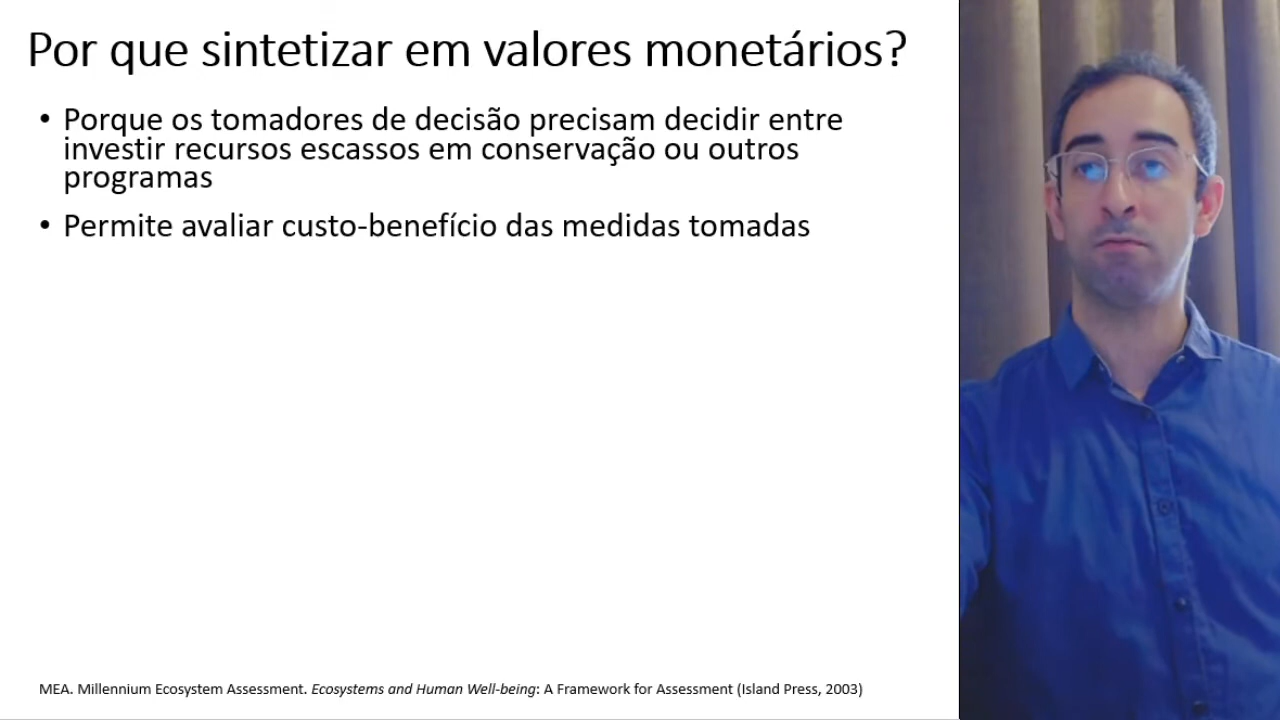 Por que sintetizar em valores monetários?
• Porque os tomadores de decisão precisam decidir entre
investir recursos escassos em conservação ou outros
programas
• Permite avaliar custo-benefício das medidas tomadas
MEA. Millennium Ecosystem Assessment. Ecosystems and Human Well-being: A Framework for Assessment (Island Press, 2003)